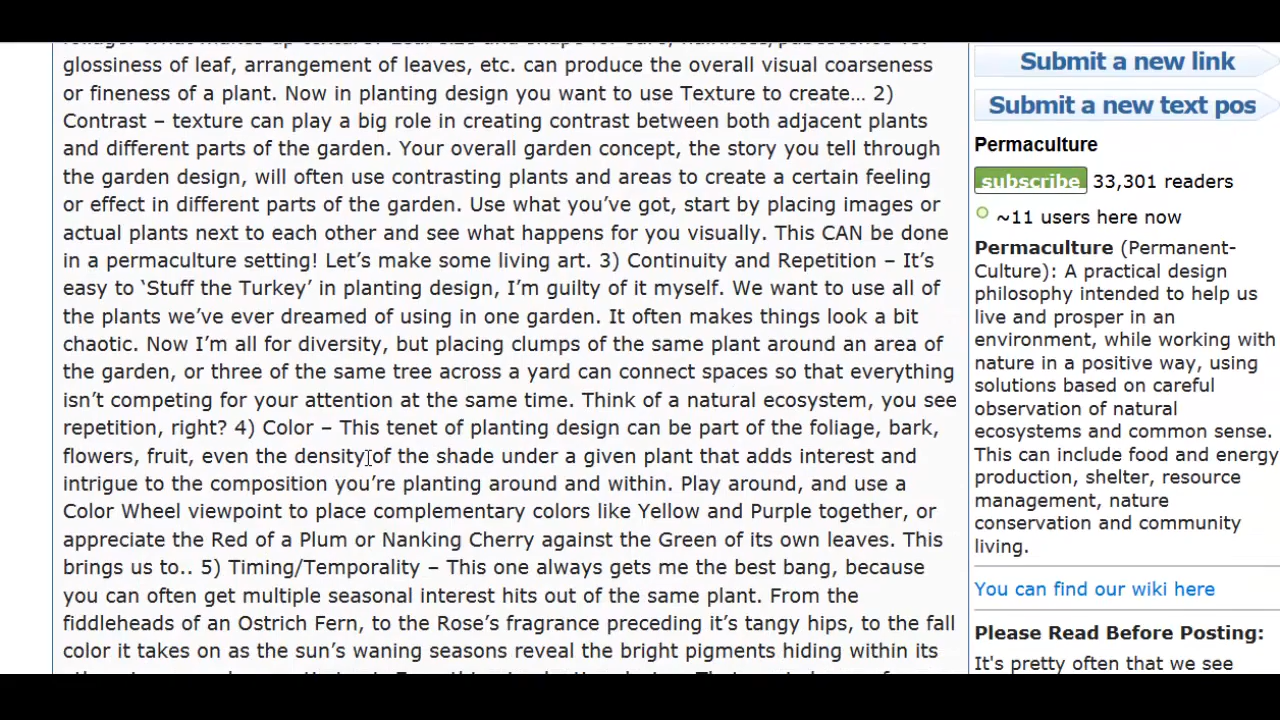 glossiness of leaf, arrangement of leaves, etc. can produce the overall visual coarseness
or fineness of a plant. Now in planting design you want to use Texture to create… 2)
Contrast – texture can play a big role in creating contrast between both adjacent plants
and different parts of the garden. Your overall garden concept, the story you tell through
the garden design, will often use contrasting plants and areas to create a certain feeling
or effect in different parts of the garden. Use what you’ve got, start by placing images or
actual plants next to each other and see what happens for you visually. This CAN be done
in a permaculture setting! Let’s make some living art. 3) Continuity and Repetition – It’s
easy to ‘Stuff the Turkey’ in planting design, I’m guilty of it myself. We want to use all of
the plants we’ve ever dreamed of using in one garden. It often makes things look a bit
chaotic. Now I’m all for diversity, but placing clumps of the same plant around an area of
the garden, or three of the same tree across a yard can connect spaces so that everything
isn’t competing for your attention at the same time. Think of a natural ecosystem, you see
repetition, right? 4) Color – This tenet of planting design can be part of the foliage, bark,
flowers, fruit, even the density of the shade under a given plant that adds interest and
intrigue to the composition you’re planting around and within. Play around, and use a
Color Wheel viewpoint to place complementary colors like Yellow and Purple together, or
appreciate the Red of a Plum or Nanking Cherry against the Green of its own leaves. This
brings us to.. 5) Timing/Temporality – This one always gets me the best bang, because
you can often get multiple seasonal interest hits out of the same plant. From the
fiddleheads of an Ostrich Fern, to the Rose’s fragrance preceding it’s tangy hips, to the fall
color it takes on as the sun’s waning seasons reveal the bright pigments hiding within its
Submit a new link
Submit a new text pos
Permaculture
subscribe 33,301 readers
~11 users here now
Permaculture (Permanent-
Culture): A practical design
philosophy intended to help us
live and prosper in an
environment, while working with
nature in a positive way, using
solutions based on careful
observation of natural
ecosystems and common sense.
This can include food and energy
production, shelter, resource
management, nature
conservation and community
living.
You can find our wiki here
Please Read Before Posting:
It's pretty often that we see